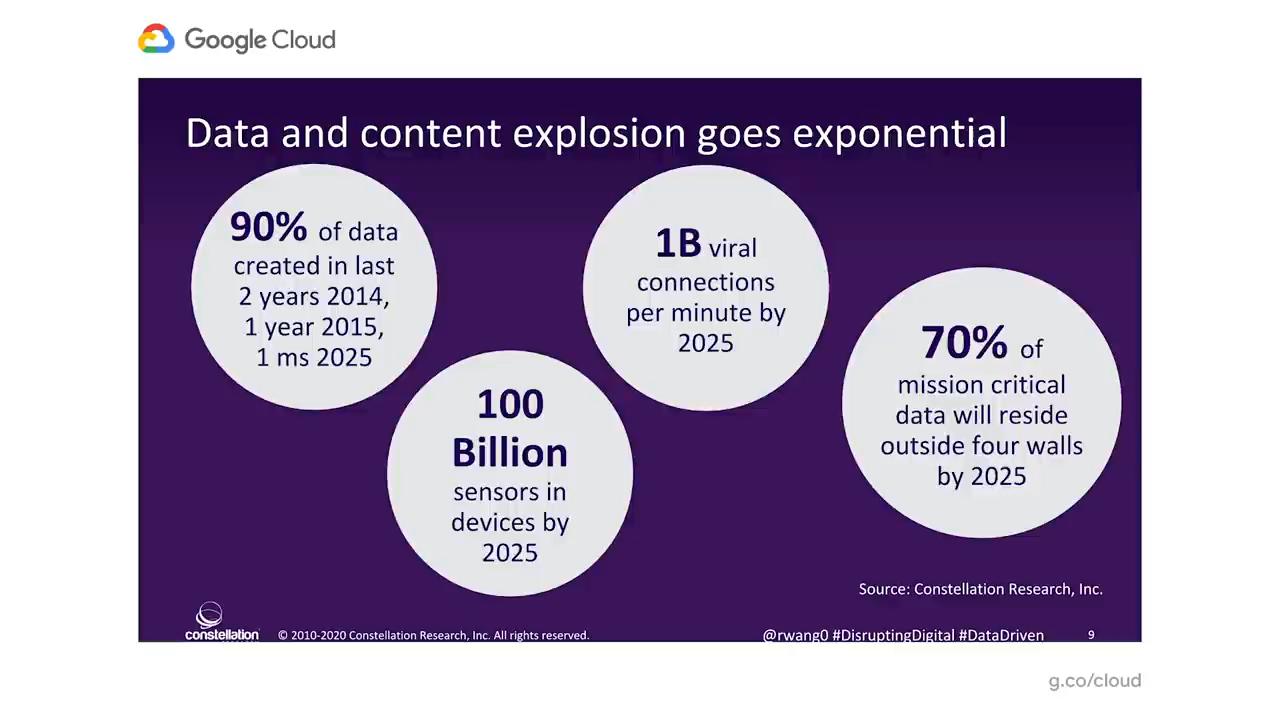 Google Cloud
Data and content explosion goes exponential
90% of data
created in last
2 years 2014,
1 year 2015,
1 ms 2025
100
Billion
sensors in
devices by
2025
1B viral
connections
per minute by
2025
70% of
mission critical
data will reside
outside four walls
by 2025
Source: Constellation Research, Inc.
constellation
© 2010-2020 Constellation Research, Inc. All rights reserved.
@rwang0 #DisruptingDigital #DataDriven
9
g.co/cloud